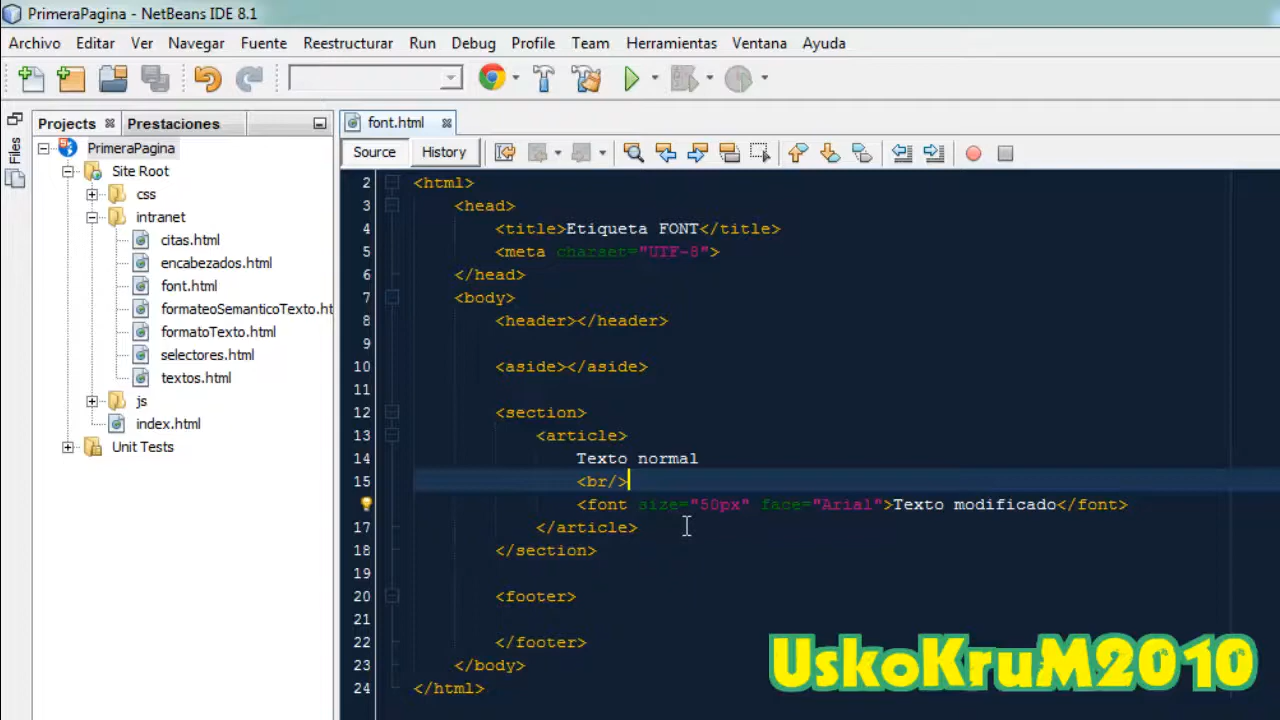 PrimeraPagina - NetBeans IDE 8.1
Archivo Editar Ver Navegar Fuente Reestructurar Run Debug Profile Team Herramientas Ventana Ayuda
Projects Prestaciones
Files
PrimeraPagina
Site Root
css
intranet
citas.html
encabezados.html
font.html
formateoSemanticoTexto.ht
formatoTexto.html
selectores.html
textos.html
js
index.html
Unit Tests
font.html
Source History
2 <html>
3 <head>
4 <title>Etiqueta FONT</title>
5 <meta charset="UTF-8">
6 </head>
7 <body>
8 <header></header>
9
10 <aside></aside>
11
12 <section>
13 <article>
14 Texto normal
15 <br/>
<font size="50px" face="Arial">Texto modificado</font>
17 </article>
18 </section>
19
20 <footer>
21
22 </footer>
23 </body>
24 </html>
UskoKruM2010